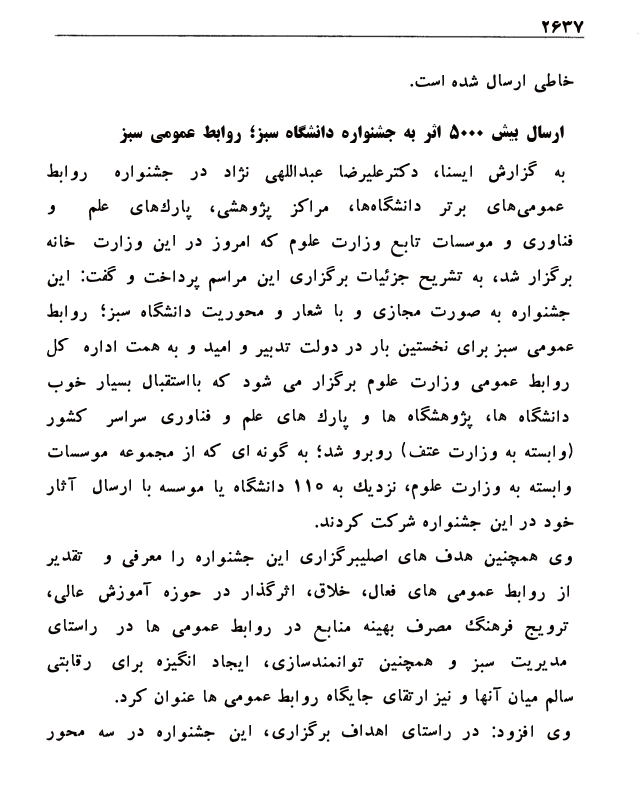 ۲۶۳۷
خاطی ارسال شده است.
ارسال بیش ۵۰۰۰ اثر به جشنواره دانشگاه سبز؛ روابط عمومی سبز
به گزارش ایسنا، دکترعلیرضا عبداللهی نژاد در جشنواره روابط
عمومی‌های برتر دانشگاه‌ها، مراکز پژوهشی، پارك‌های علم و
فناوری و موسسات تابع وزارت علوم که امروز در این وزارت خانه
برگزار شد، به تشریح جزئیات برگزاری این مراسم پرداخت و گفت: این
جشنواره به صورت مجازی و با شعار و محوریت دانشگاه سبز؛ روابط
عمومی سبز برای نخستین بار در دولت تدبیر و امید و به همت اداره کل
روابط عمومی وزارت علوم برگزار می شود که بااستقبال بسیار خوب
دانشگاه ها، پژوهشگاه ها و پارك های علم و فناوری سراسر کشور
(وابسته به وزارت عتف) روبرو شد؛ به گونه ای که از مجموعه موسسات
وابسته به وزارت علوم، نزدیك به ۱۱۵ دانشگاه یا موسسه با ارسال آثار
خود در این جشنواره شرکت کردند.
وی همچنین هدف های اصلیبرگزاری این جشنواره را معرفی و تقدیر
از روابط عمومی های فعال، خلاق، اثرگذار در حوزه آموزش عالی،
ترویج فرهنگ مصرف بهینه منابع در روابط عمومی ها در راستای
مدیریت سبز و همچنین توانمندسازی، ایجاد انگیزه برای رقابتی
سالم میان آنها و نیز ارتقای جایگاه روابط عمومی ها عنوان کرد.
وی افزود: در راستای اهداف برگزاری، این جشنواره در سه محور